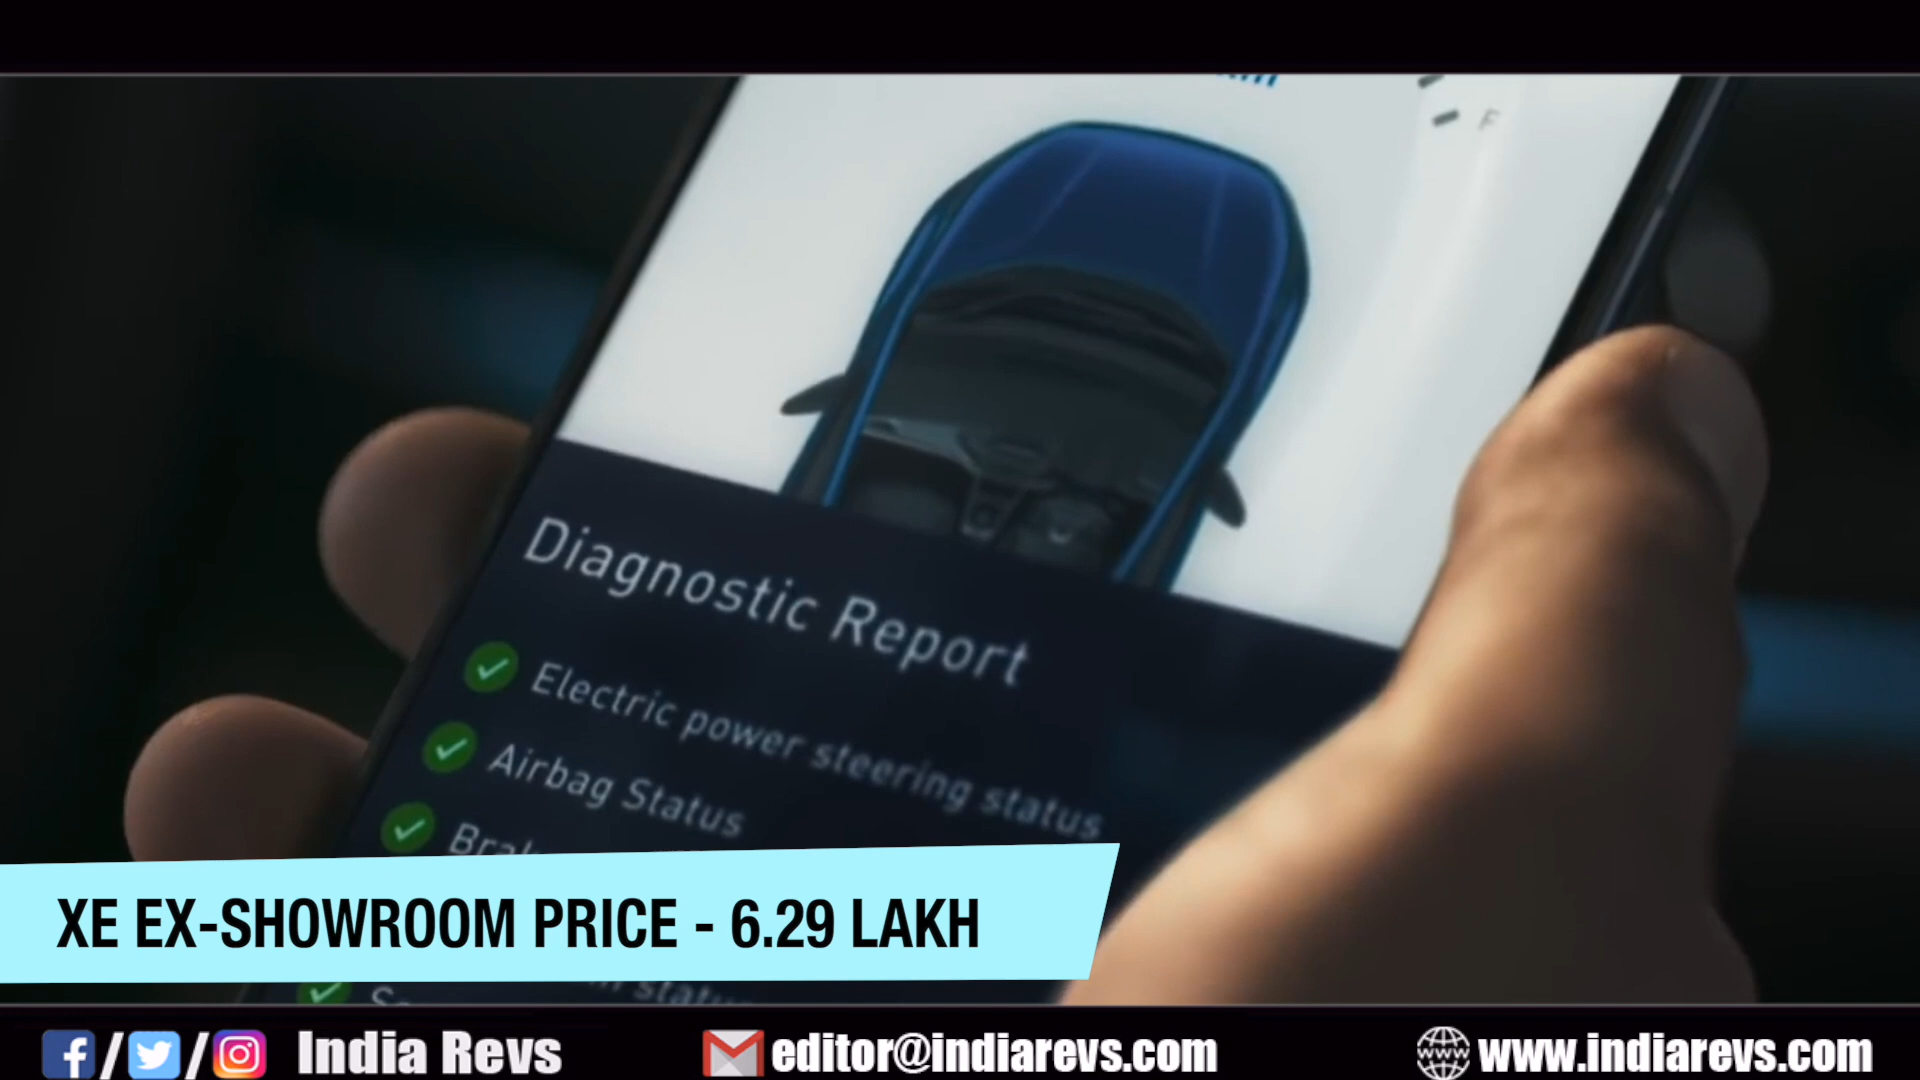 F
Diagnostic Report
Electric power steering status
Airbag Status
XE EX-SHOWROOM PRICE - 6.29 LAKH
status
India Revs
editor@indiarevs.com
www.indiarevs.com